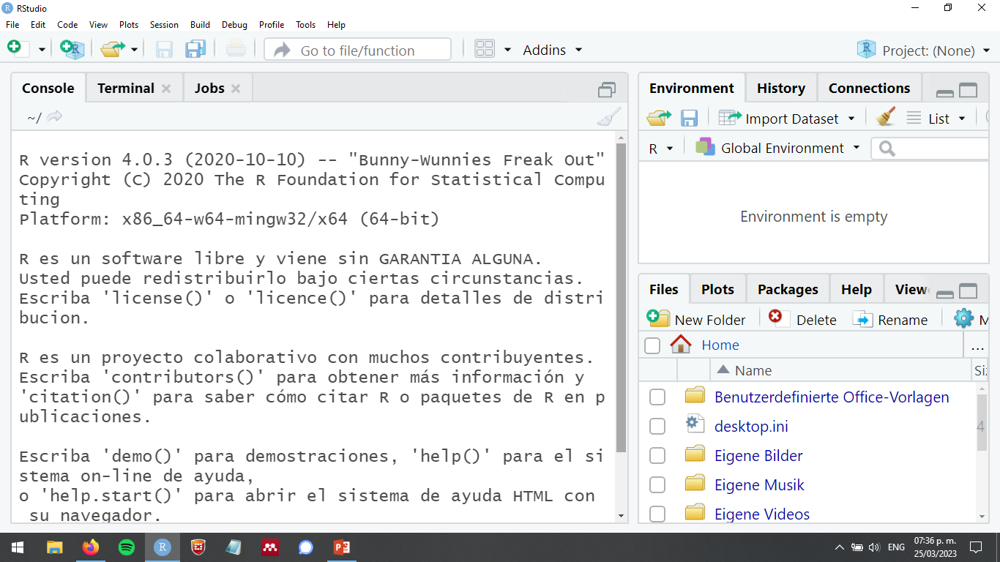 RStudio
File Edit Code View Plots Session Build Debug Profile Tools Help
Go to file/function Addins Project: (None)
Console Terminal Jobs
~/
R version 4.0.3 (2020-10-10) -- "Bunny-Wunnies Freak Out"
Copyright (C) 2020 The R Foundation for Statistical Compu
ting
Platform: x86_64-w64-mingw32/x64 (64-bit)
R es un software libre y viene sin GARANTIA ALGUNA.
Usted puede redistribuirlo bajo ciertas circunstancias.
Escriba 'license()' o 'licence()' para detalles de distri
bucion.
R es un proyecto colaborativo con muchos contribuyentes.
Escriba 'contributors()' para obtener más información y
'citation()' para saber cómo citar R o paquetes de R en p
ublicaciones.
Escriba 'demo()' para demostraciones, 'help()' para el si
stema on-line de ayuda,
o 'help.start()' para abrir el sistema de ayuda HTML con
su navegador.
Environment History Connections
Import Dataset List
R Global Environment
Environment is empty
Files Plots Packages Help View
New Folder Delete Rename M
Home ...
Name Si
Benutzerdefinierte Office-Vorlagen
desktop.ini 4
Eigene Bilder
Eigene Musik
Eigene Videos
ENG 07:36 p. m.
25/03/2023